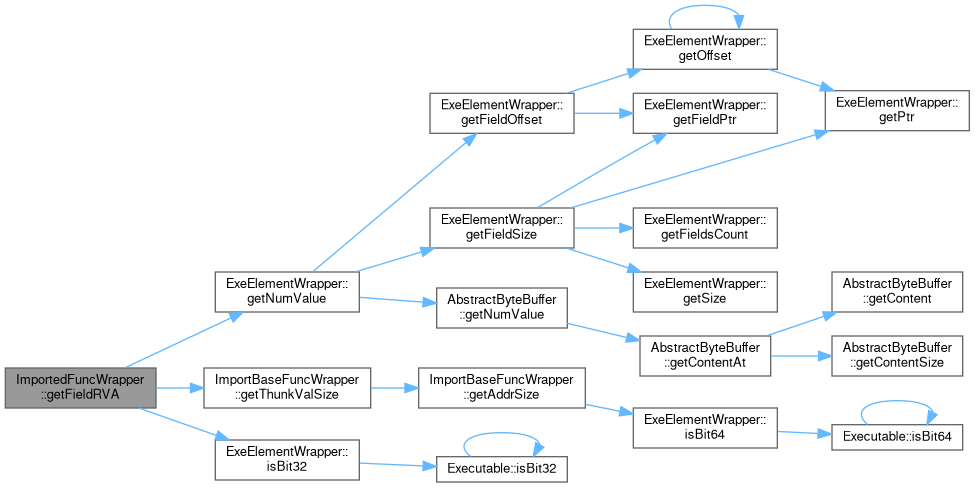 ExeElementWrapper::
getOffset
ExeElementWrapper::
getFieldOffset
ExeElementWrapper::
getFieldPtr
ExeElementWrapper::
getPtr
ExeElementWrapper::
getFieldSize
ExeElementWrapper::
getFieldsCount
ExeElementWrapper::
getNumValue
ExeElementWrapper::
getSize
AbstractByteBuffer
::getContent
AbstractByteBuffer
::getNumValue
AbstractByteBuffer
::getContentAt
AbstractByteBuffer
::getContentSize
ImportedFuncWrapper
::getFieldRVA
ImportBaseFuncWrapper
::getThunkValSize
ImportBaseFuncWrapper
::getAddrSize
ExeElementWrapper::
isBit64
Executable::isBit64
ExeElementWrapper::
isBit32
Executable::isBit32